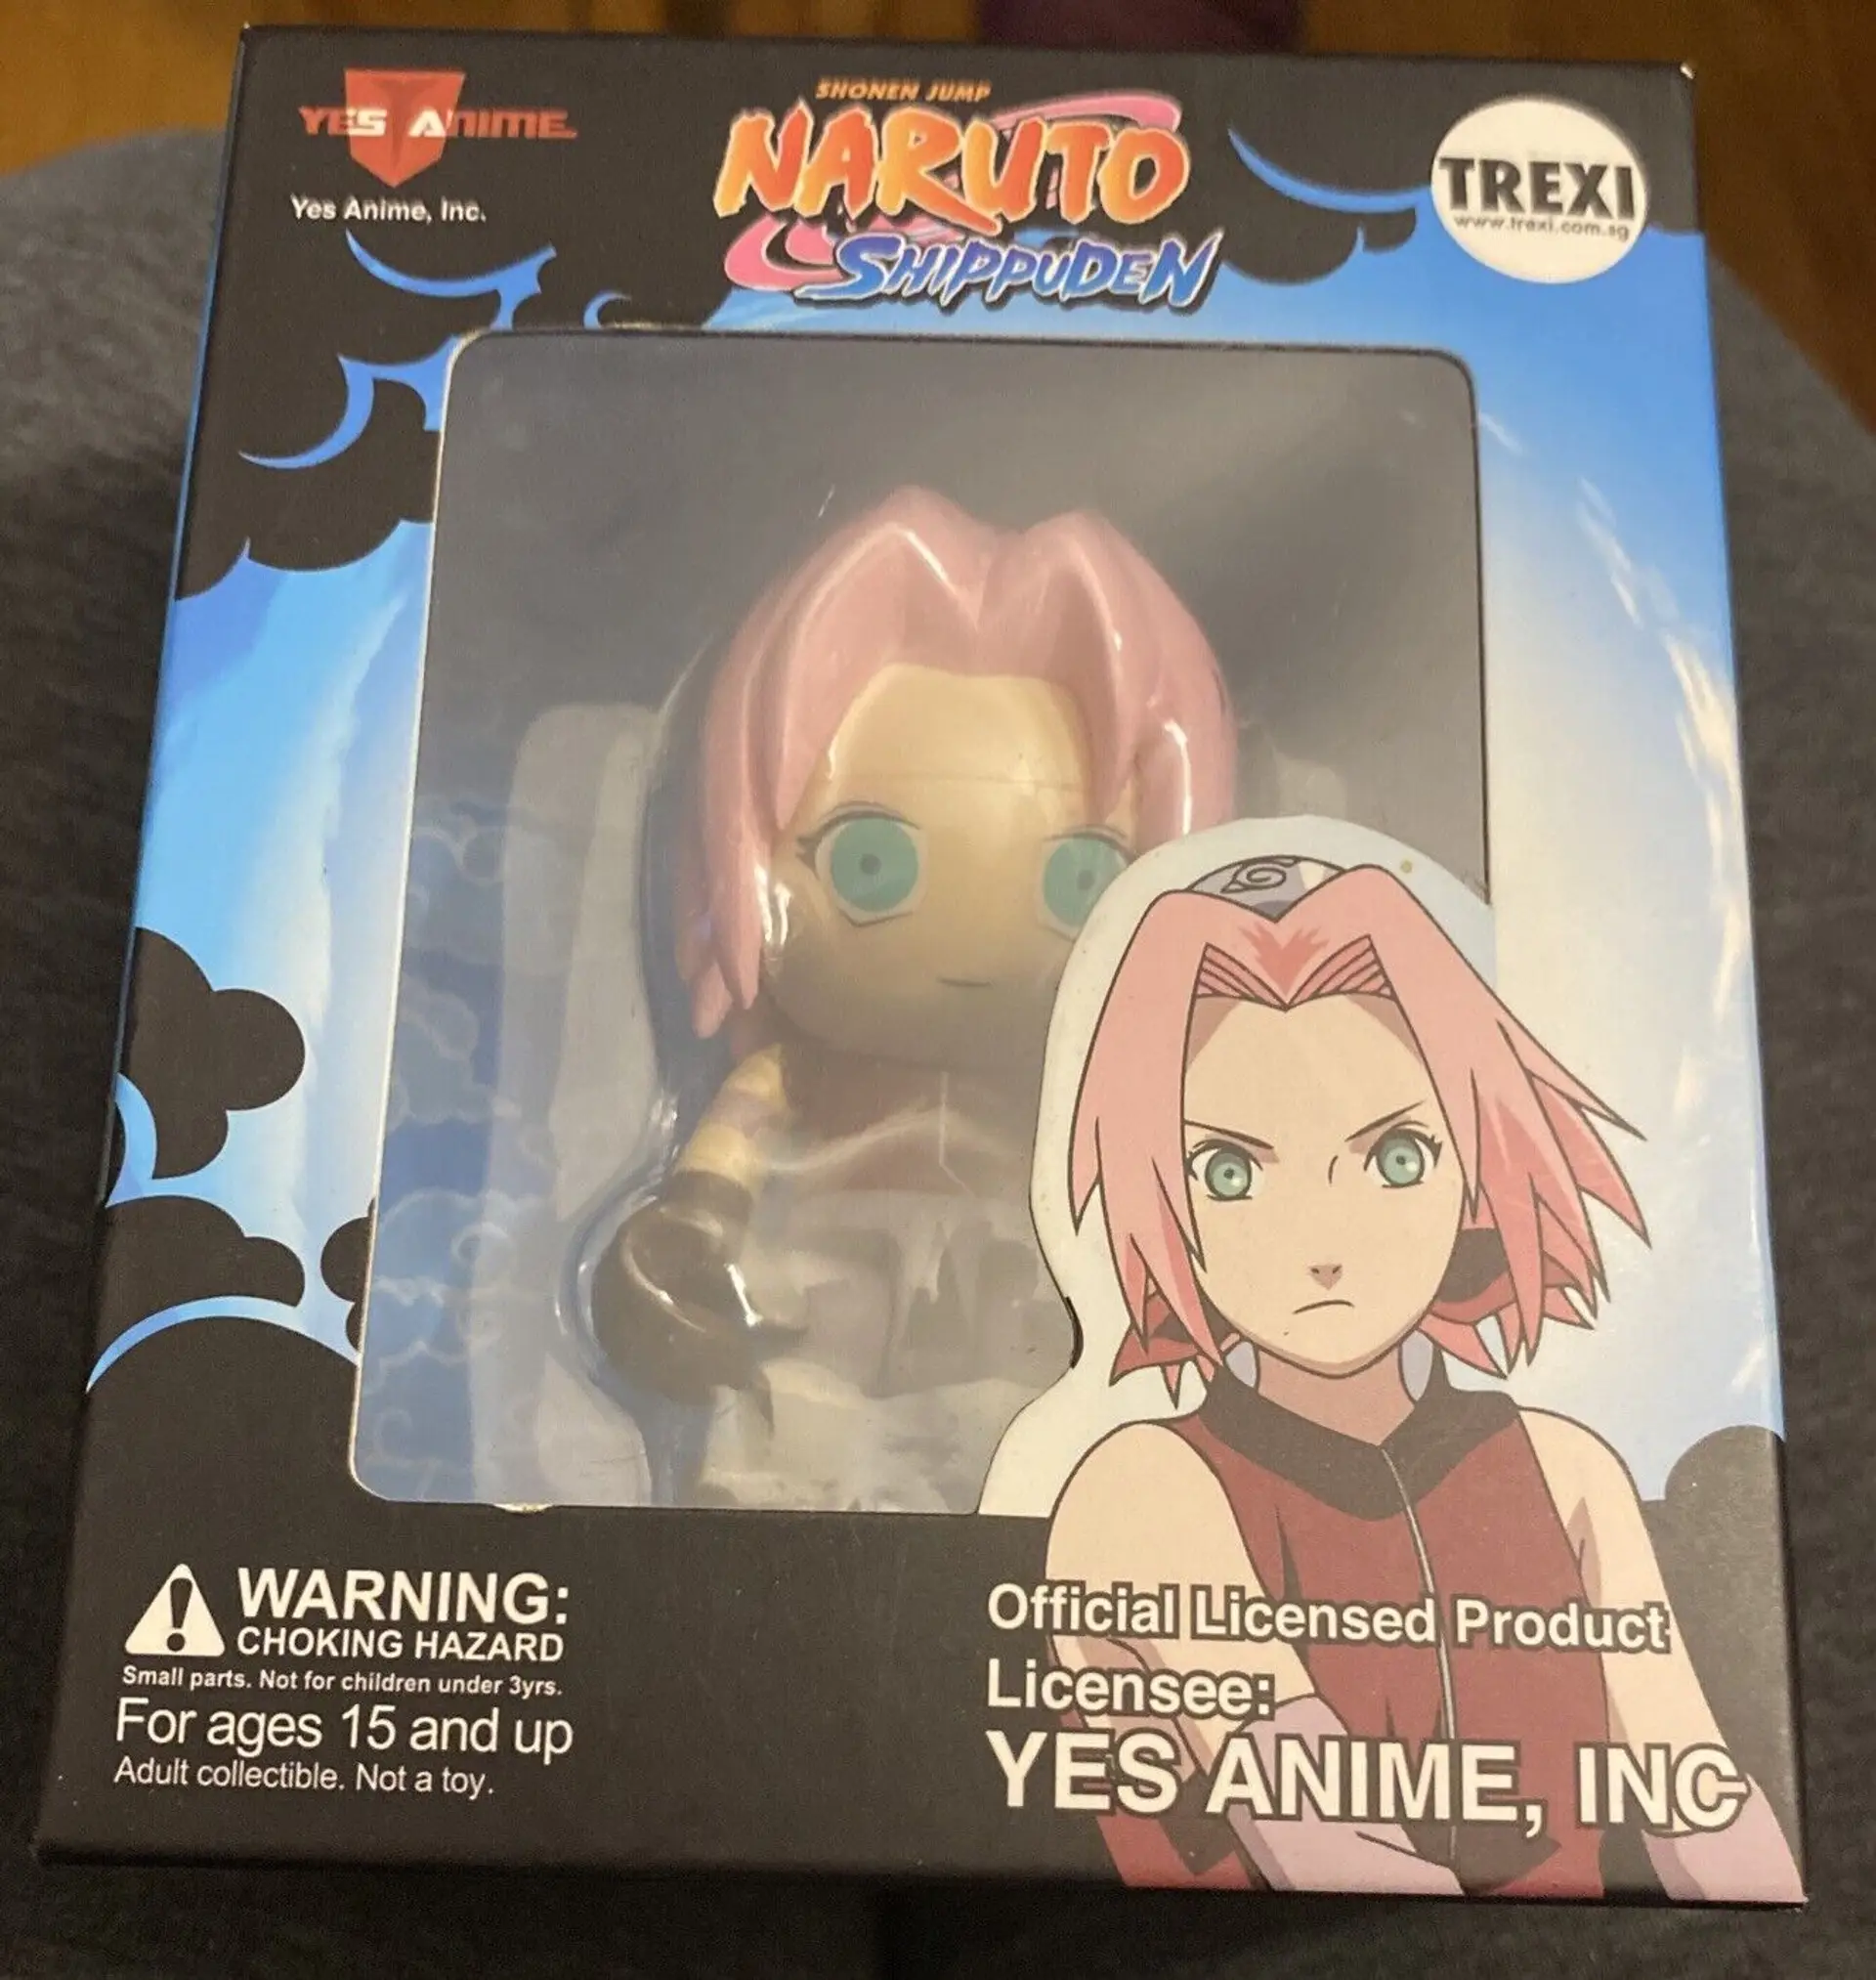 YES ANIME
Yes Anime, Inc.
SHONEN JUMP
NARUTO
SHIPPUDEN
TREXI
www.trexi.com.sg
WARNING:
CHOKING HAZARD
Small parts. Not for children under 3yrs.
For ages 15 and up
Adult collectible. Not a toy.
Official Licensed Product
Licensee:
YES ANIME, INC